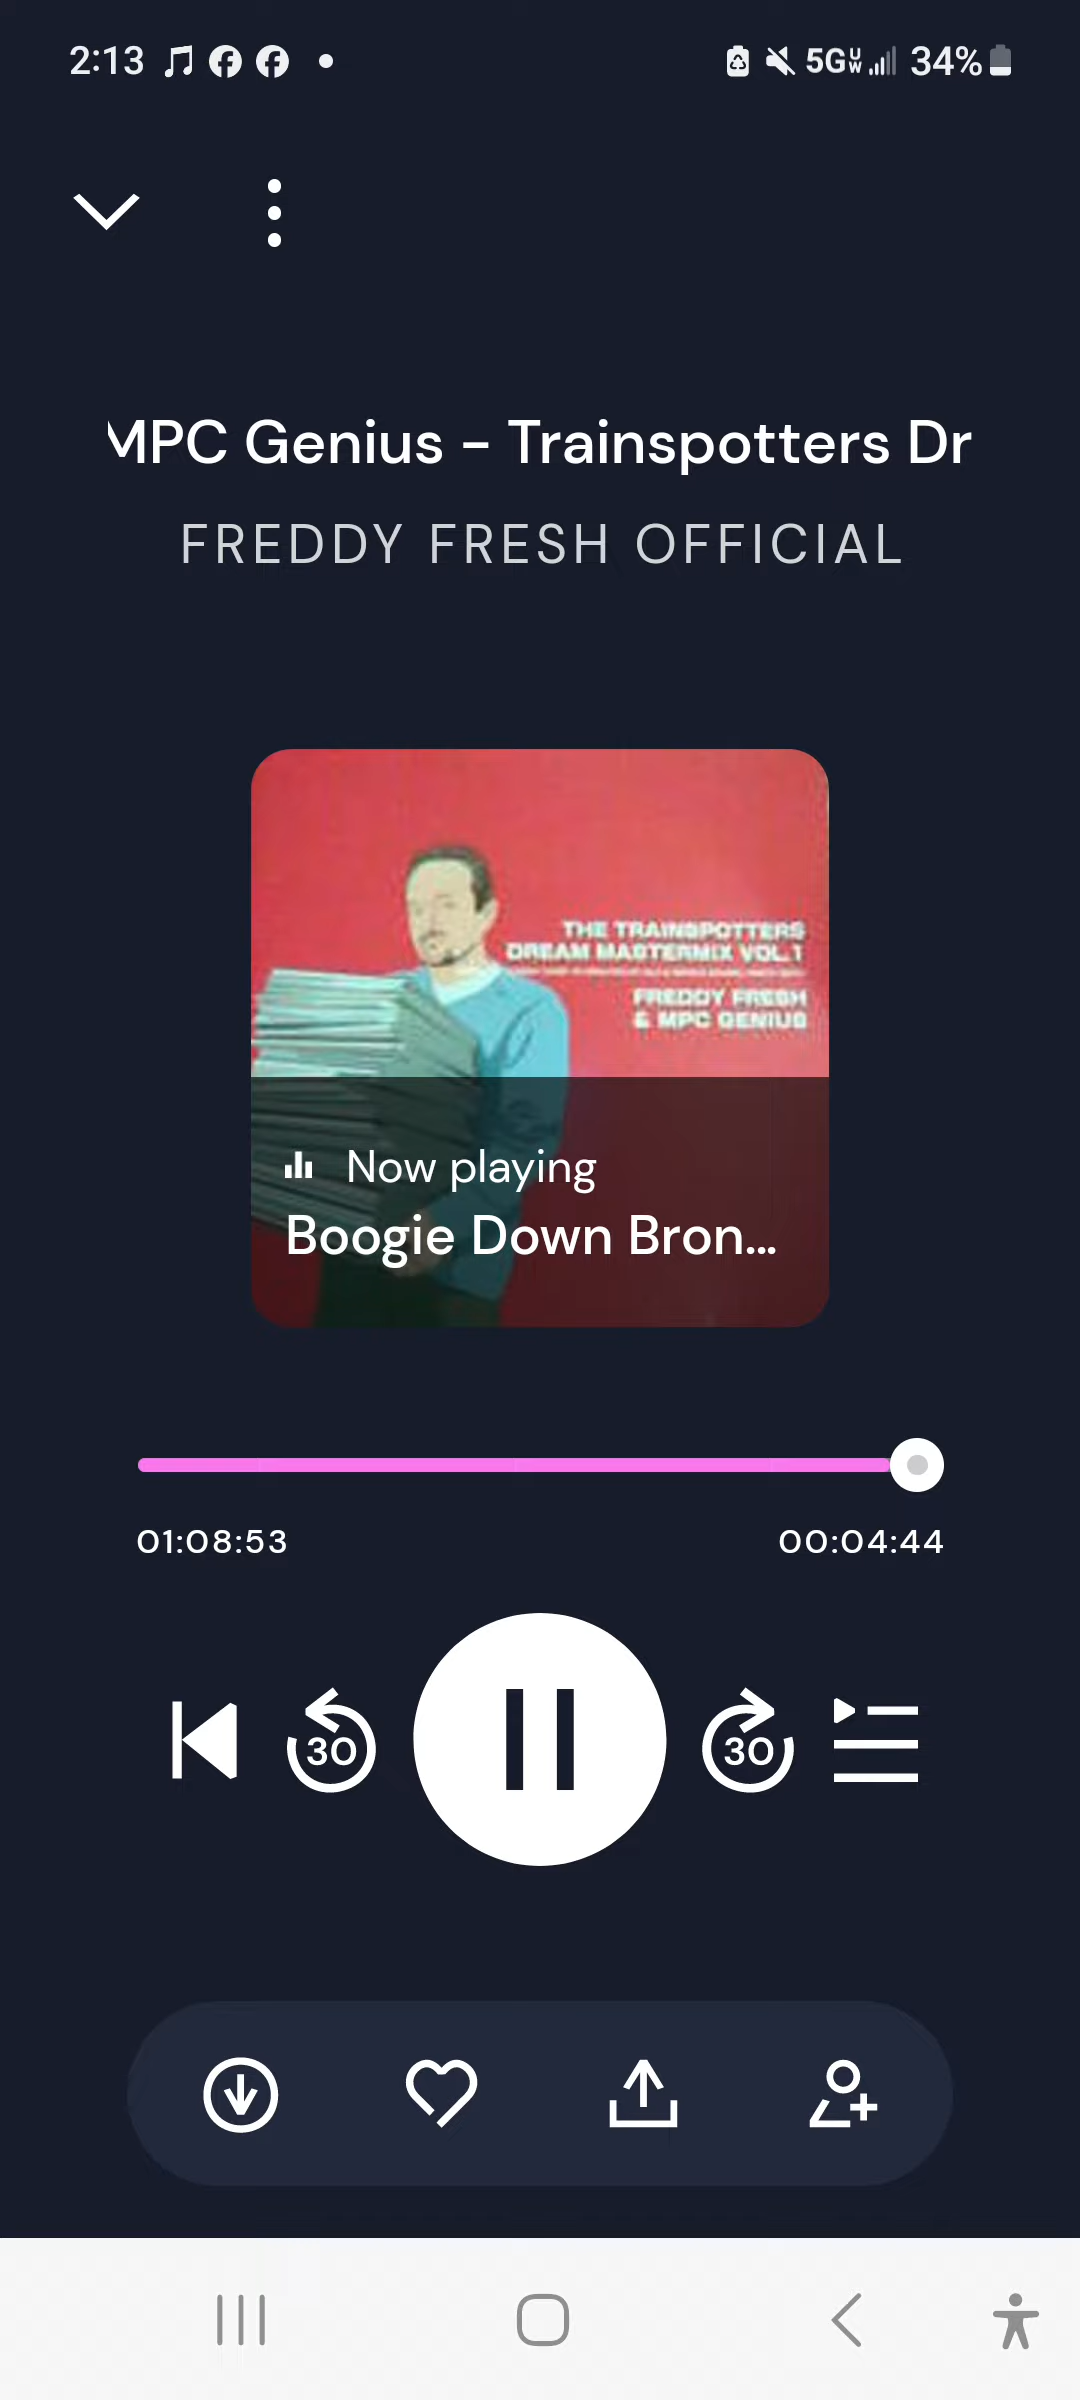 2:13
5G UW 34%
MPC Genius – Trainspotters Dr
FREDDY FRESH OFFICIAL
THE TRAINSPOTTERS
DREAM MASTERMIX VOL.1
FREDDY FRESH
& MPC GENIUS
Now playing
Boogie Down Bron...
01:08:53 00:04:44
30 30